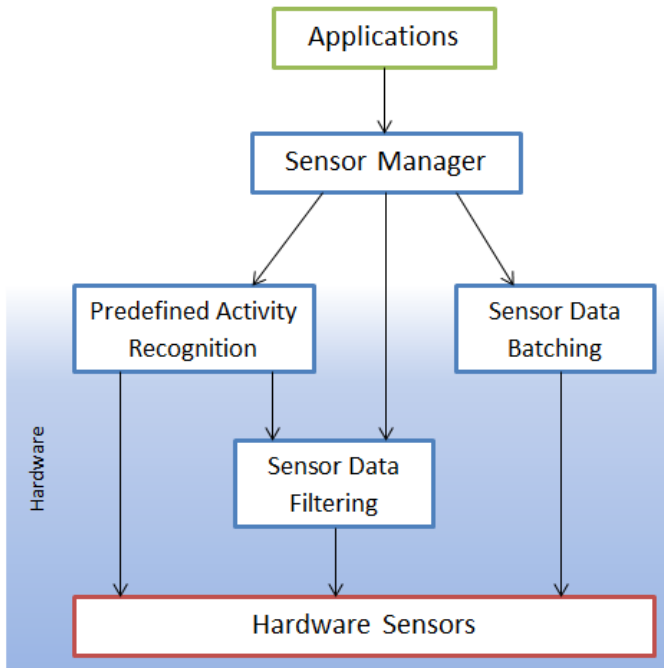 Applications
Sensor Manager
Predefined Activity
Recognition
Sensor Data
Batching
Hardware
Sensor Data
Filtering
Hardware Sensors